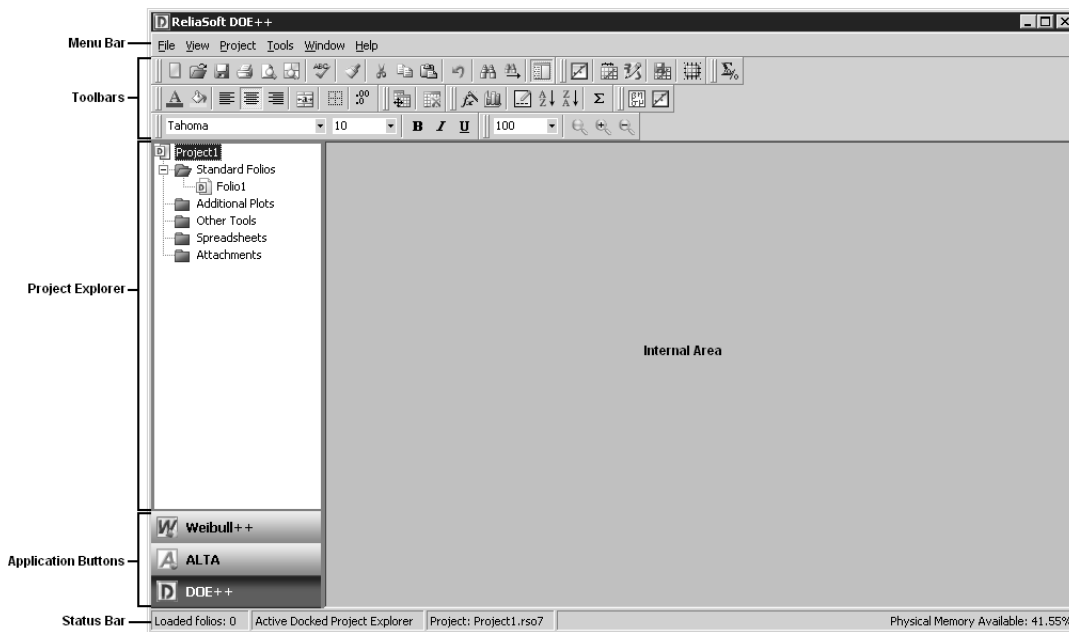 ReliaSoft DOE++
Menu Bar
File View Project Tools Window Help
Toolbars
Tahoma 10 B I U 100
Project Explorer
Project1
Standard Folios
Folio1
Additional Plots
Other Tools
Spreadsheets
Attachments
Internal Area
Application Buttons
Weibull++
ALTA
DOE++
Status Bar
Loaded folios: 0 Active Docked Project Explorer Project: Project1.rso7 Physical Memory Available: 41.55%